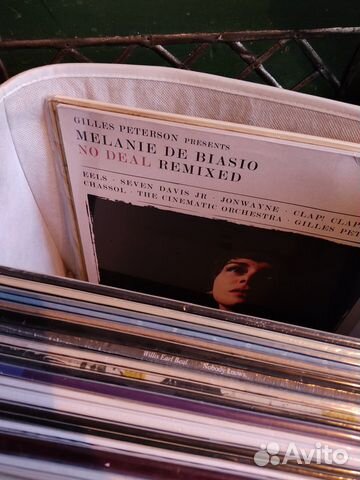 GILLES PETERSON PRESENTS
MELANIE DE BIASIO
NO DEAL REMIXED
EELS · SEVEN DAVIS JR · JONWAYNE · CLAP! CLAP
CHASSOL · THE CINEMATIC ORCHESTRA · GILLES PET
Willis Earl Beal Nobody knows.
Avito